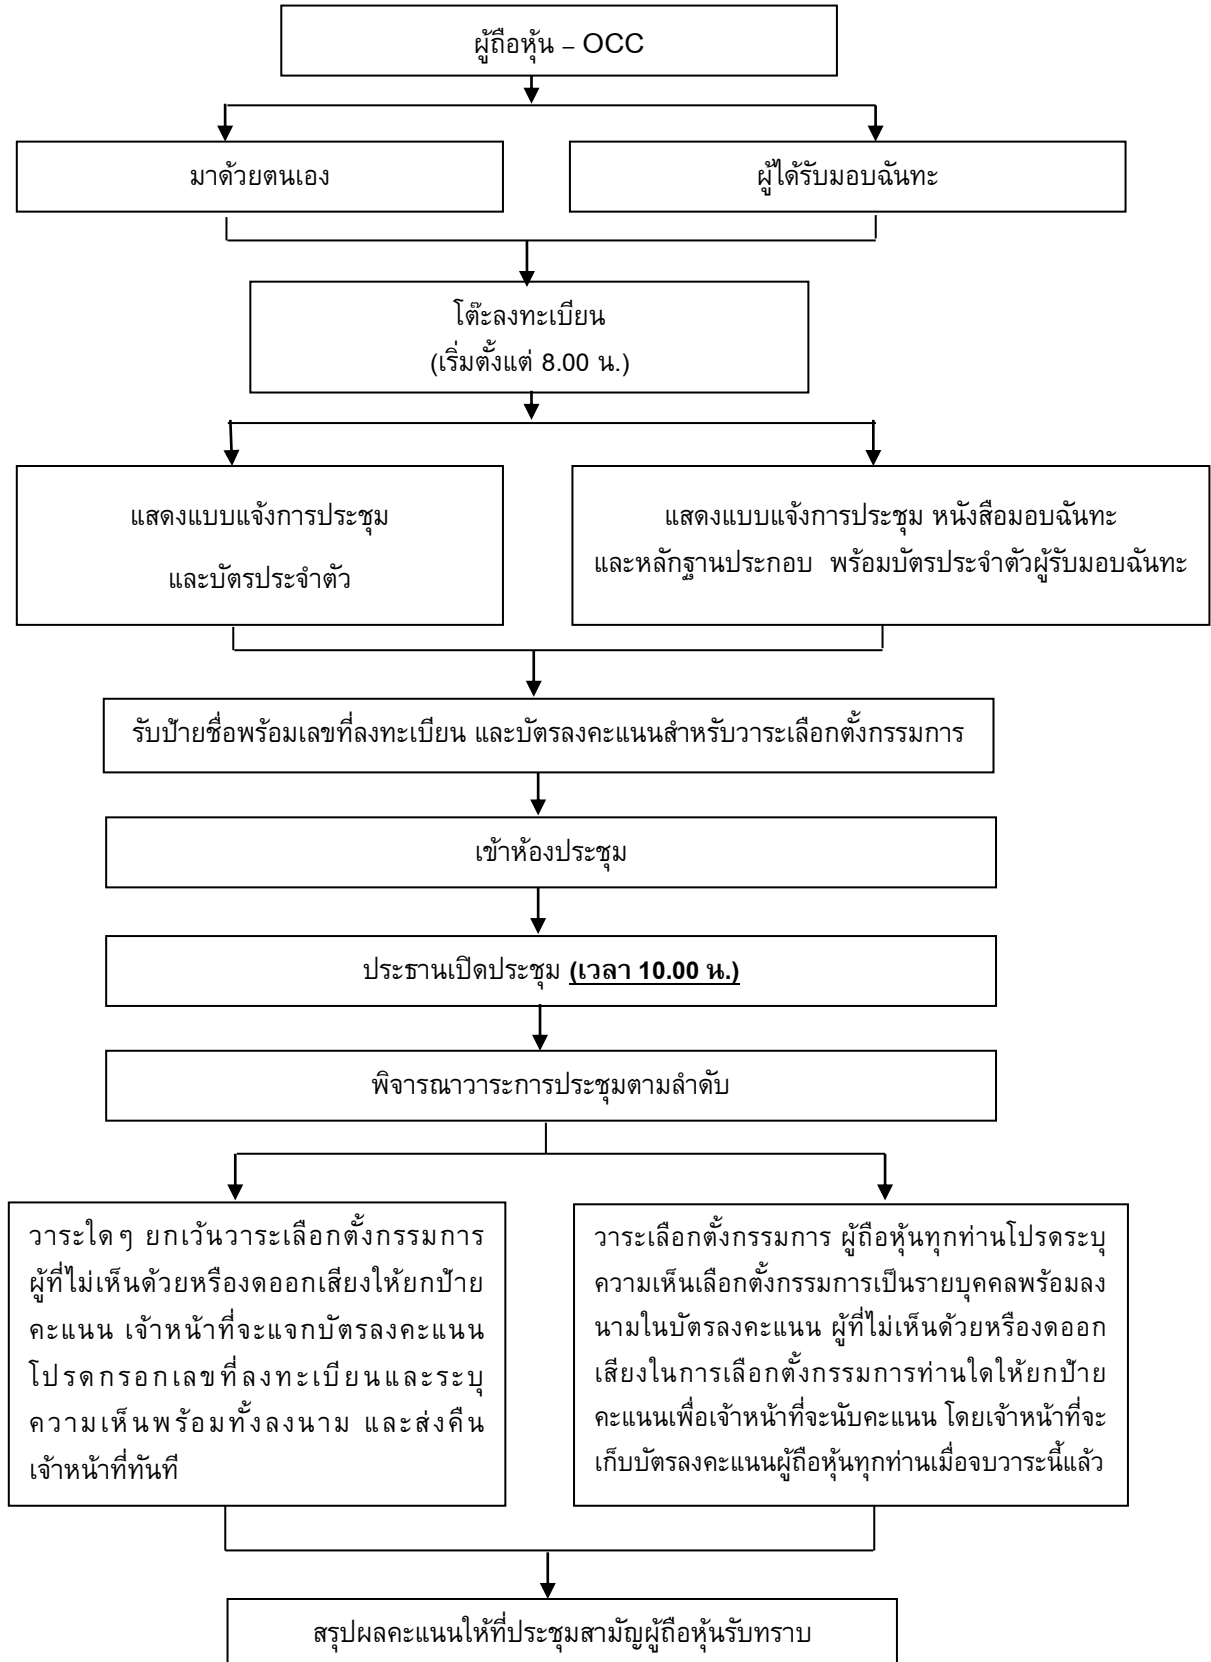 ผู้ถือหุ้น – OCC
มาด้วยตนเอง
ผู้ได้รับมอบฉันทะ
โต๊ะลงทะเบียน
(เริ่มตั้งแต่ 8.00 น.)
แสดงแบบแจ้งการประชุม
และบัตรประจำตัว
แสดงแบบแจ้งการประชุม หนังสือมอบฉันทะ
และหลักฐานประกอบ พร้อมบัตรประจำตัวผู้รับมอบฉันทะ
รับป้ายชื่อพร้อมเลขที่ลงทะเบียน และบัตรลงคะแนนสำหรับวาระเลือกตั้งกรรมการ
เข้าห้องประชุม
ประธานเปิดประชุม (เวลา 10.00 น.)
พิจารณาวาระการประชุมตามลำดับ
วาระใดๆ ยกเว้นวาระเลือกตั้งกรรมการ
ผู้ที่ไม่เห็นด้วยหรืองดออกเสียงให้ยกป้าย
คะแนน เจ้าหน้าที่จะแจกบัตรลงคะแนน
โปรดกรอกเลขที่ลงทะเบียนและระบุ
ความเห็นพร้อมทั้งลงนาม และส่งคืน
เจ้าหน้าที่ทันที
วาระเลือกตั้งกรรมการ ผู้ถือหุ้นทุกท่านโปรดระบุ
ความเห็นเลือกตั้งกรรมการเป็นรายบุคคลพร้อมลง
นามในบัตรลงคะแนน ผู้ที่ไม่เห็นด้วยหรืองดออก
เสียงในการเลือกตั้งกรรมการท่านใดให้ยกป้าย
คะแนนเพื่อเจ้าหน้าที่จะนับคะแนน โดยเจ้าหน้าที่จะ
เก็บบัตรลงคะแนนผู้ถือหุ้นทุกท่านเมื่อจบวาระนี้แล้ว
สรุปผลคะแนนให้ที่ประชุมสามัญผู้ถือหุ้นรับทราบ